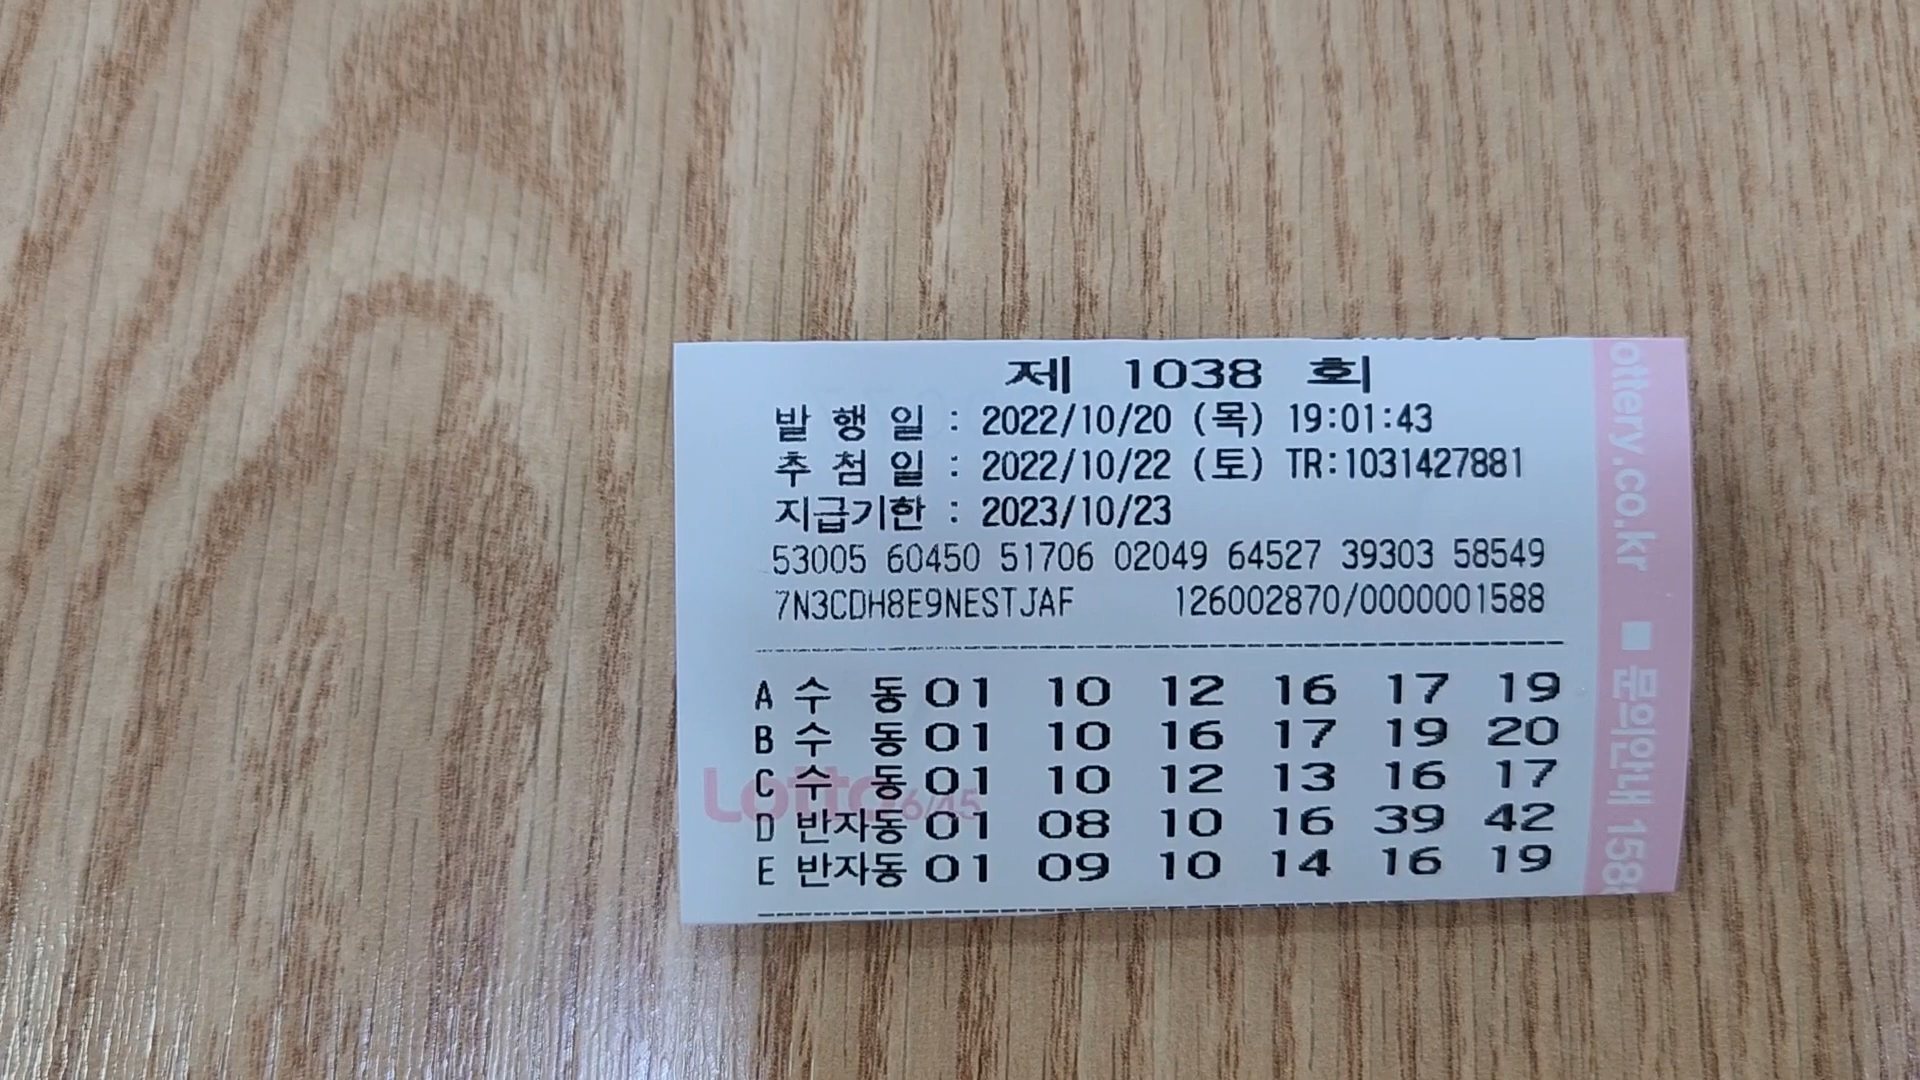 제 1038 회
발 행 일 : 2022/10/20 (목) 19:01:43
추 첨 일 : 2022/10/22 (토) TR:1031427881
지급기한 : 2023/10/23
53005 60450 51706 02049 64527 39303 58549
7N3CDH8E9NESTJAF 126002870/0000001588
A 수 동 01 10 12 16 17 19
B 수 동 01 10 16 17 19 20
C 수 동 01 10 12 13 16 17
D 반자동 01 08 10 16 39 42
E 반자동 01 09 10 14 16 19
Lotto 6/45
ottery.co.kr ■ 문의안내 158